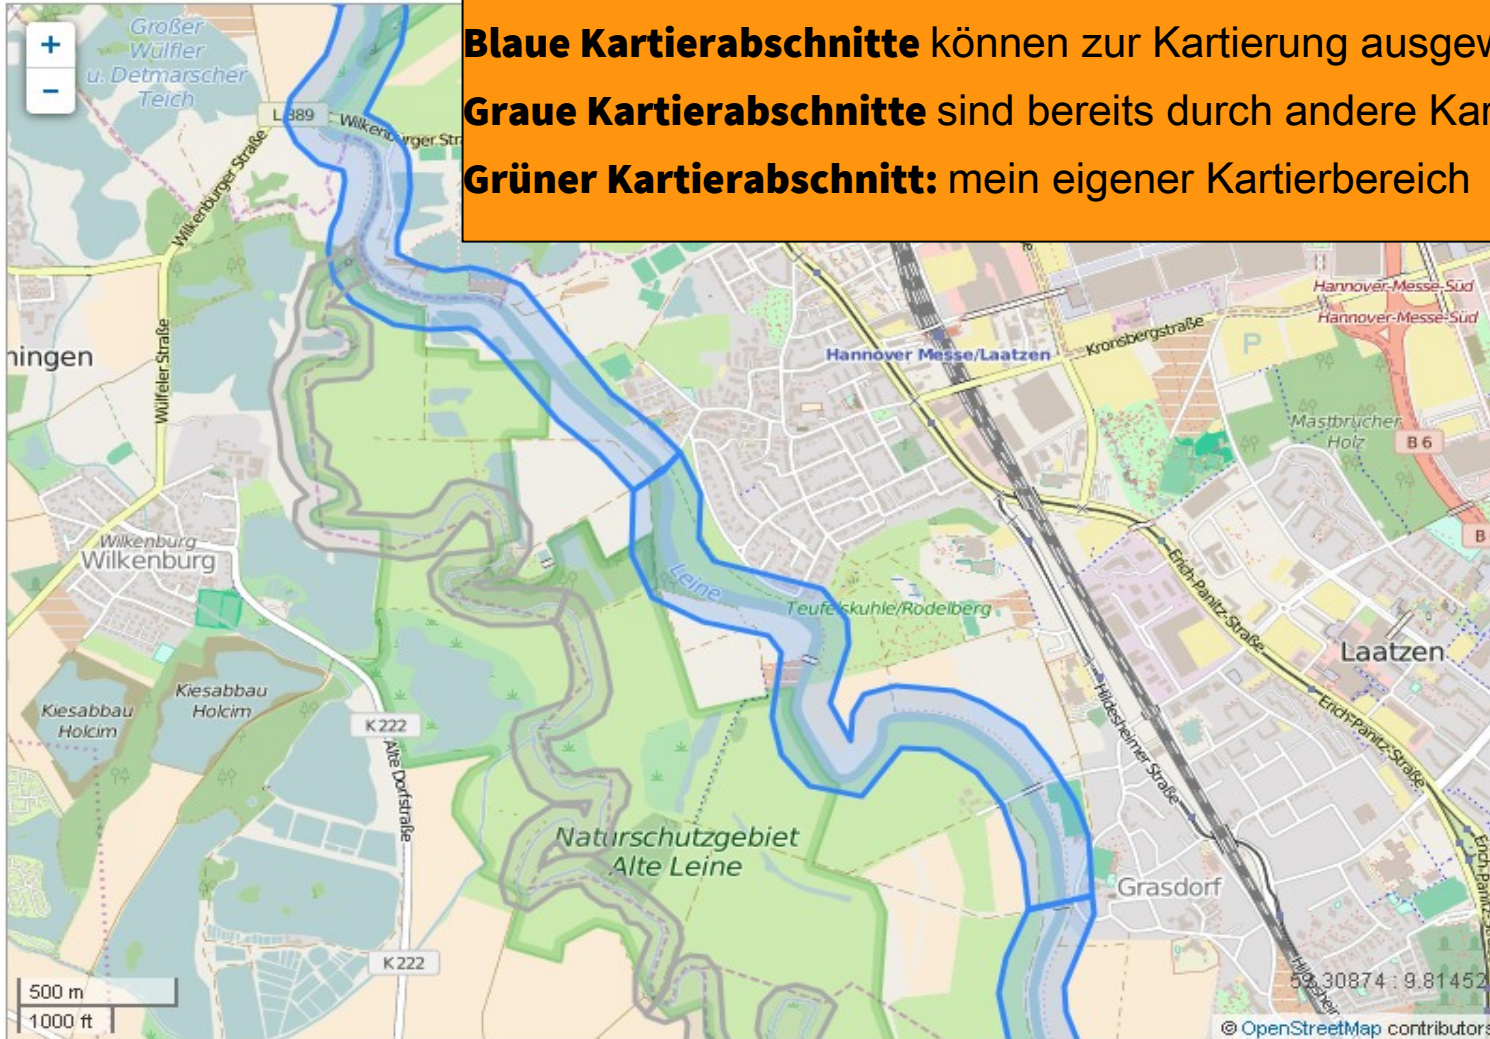 Blaue Kartierabschnitte können zur Kartierung ausgew
Graue Kartierabschnitte sind bereits durch andere Kar
Grüner Kartierabschnitt: mein eigener Kartierbereich
+
−
Großer
Wülfler
u. Detmarscher
Teich
L 389
Wilkenburger Str
Wilkenburger Straße
Hannover-Messe-Süd
Hannover-Messe-Süd
Kronsbergstraße
P
Hannover Messe/Laatzen
ningen
Wülfeler Straße
Mastbrucher
Holz
B 6
B
Wilkenburg
Wilkenburg
Leine
Teufelskuhle/Rodelberg
Erich-Panitz-Straße
Laatzen
Kiesabbau
Holcim
Kiesabbau
Holcim
K 222
Alte Dorfstraße
Hildesheimer Straße
Erich-Panitz-Straße
Naturschutzgebiet
Alte Leine
Grasdorf
K 222
500 m
1000 ft
30874 : 9.81452
© OpenStreetMap contributors